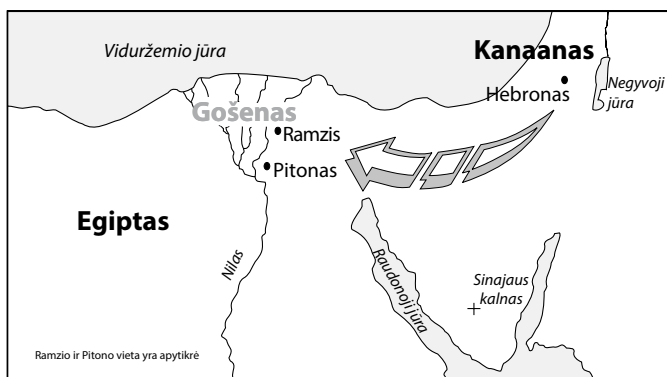 Viduržemio jūra
Kanaanas
Hebronas
Negyvoji
jūra
Gošenas
Ramzis
Pitonas
Egiptas
Nilas
Raudonoji jūra
Sinajaus
kalnas
Ramzio ir Pitono vieta yra apytikrė